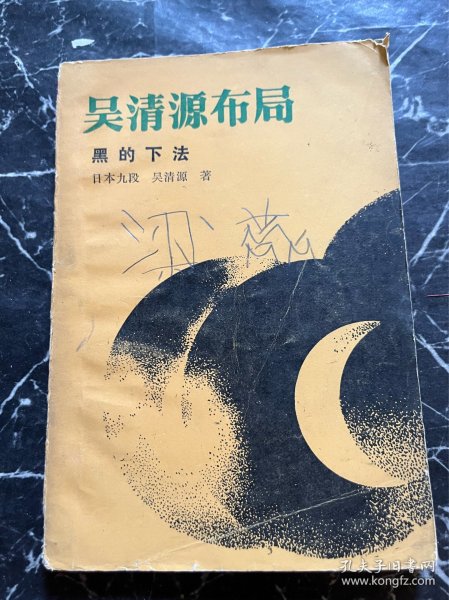 吴清源布局
黑的下法
日本九段 吴清源 著
孔夫子旧书网
www.kongfz.com